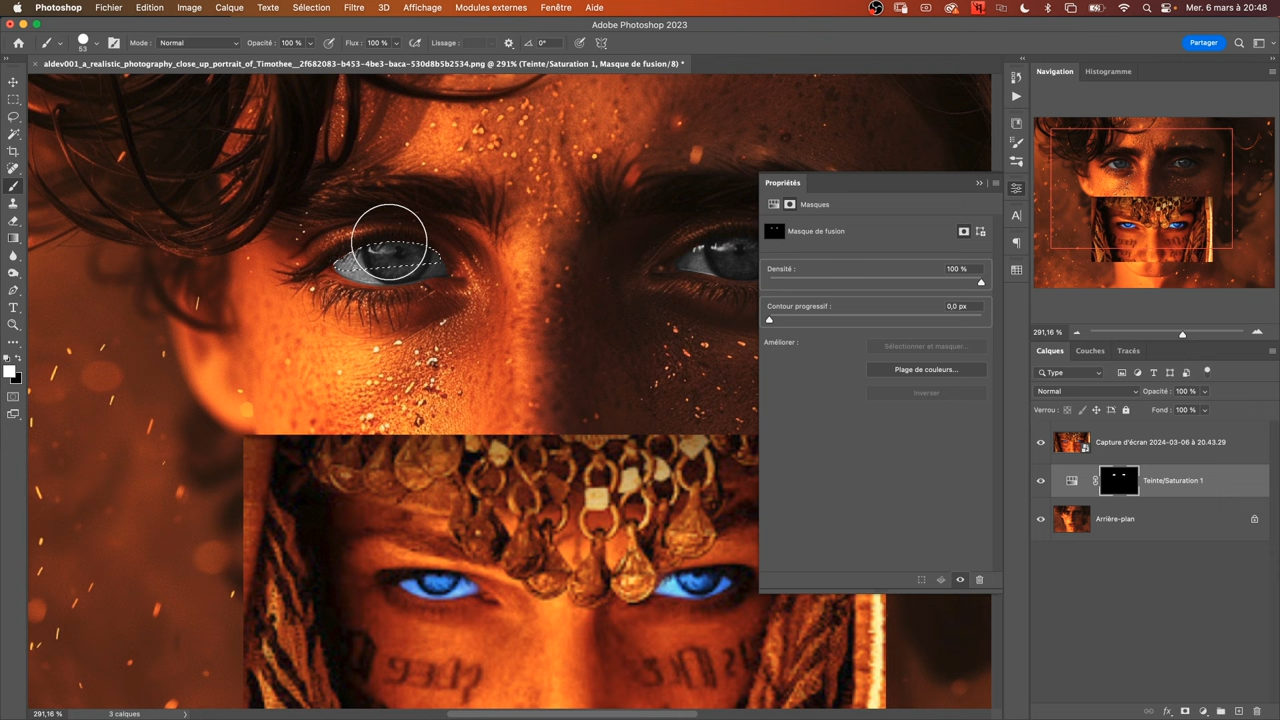 Photoshop Fichier Edition Image Calque Texte Sélection Filtre 3D Affichage Modules externes Fenêtre Aide Mer. 6 mars à 20:48
Adobe Photoshop 2023
53 Mode : Normal Opacité : 100 % Flux : 100 % Lissage : 0° Partager
aldev001_a_realistic_photography_close_up_portrait_of_Timothee__2f682083-b453-4be3-baca-530d8b5b2534.png @ 291% (Teinte/Saturation 1, Masque de fusion/8) *
Navigation Histogramme
Propriétés
Masques
Masque de fusion
Densité : 100 %
Contour progressif : 0,0 px
Améliorer : Sélectionner et masquer...
Plage de couleurs...
Inverser
291,16 %
Calques Couches Tracés
Type
Normal Opacité : 100 %
Verrou : Fond : 100 %
Capture d'écran 2024-03-06 à 20.43.29
Teinte/Saturation 1
Arrière-plan
291,16 % 3 calques